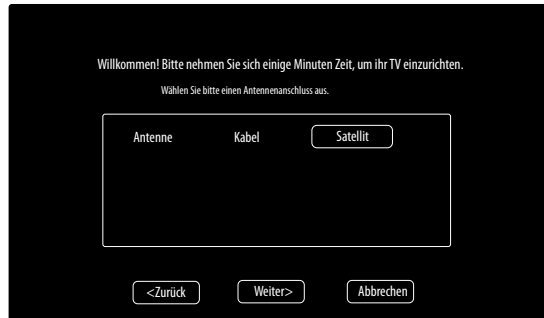 Willkommen! Bitte nehmen Sie sich einige Minuten Zeit, um ihr TV einzurichten.
Wählen Sie bitte einen Antennenanschluss aus.
Antenne Kabel Satellit
<Zurück Weiter> Abbrechen